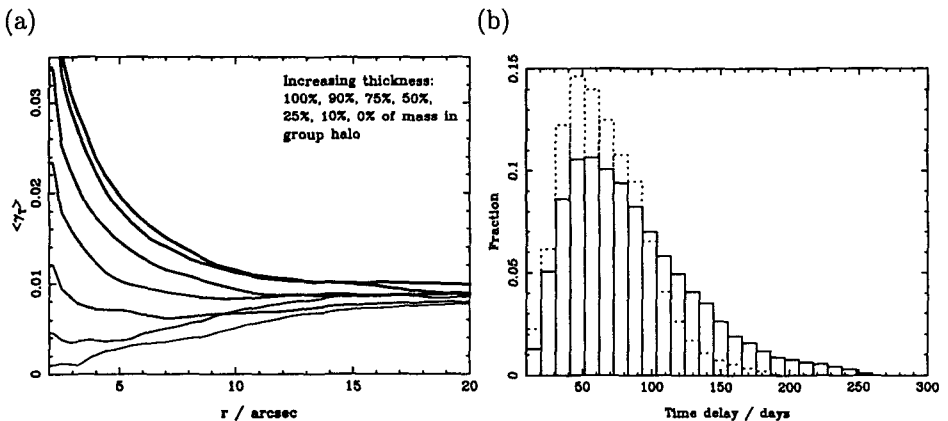 (a)
(b)
Increasing thickness:
100%, 90%, 75%, 50%,
25%, 10%, 0% of mass in
group halo
<γT>
0.03
0.02
0.01
0
5
10
15
20
r / arcsec
Fraction
0.15
0.1
0.05
0
50
100
150
200
250
300
Time delay / days